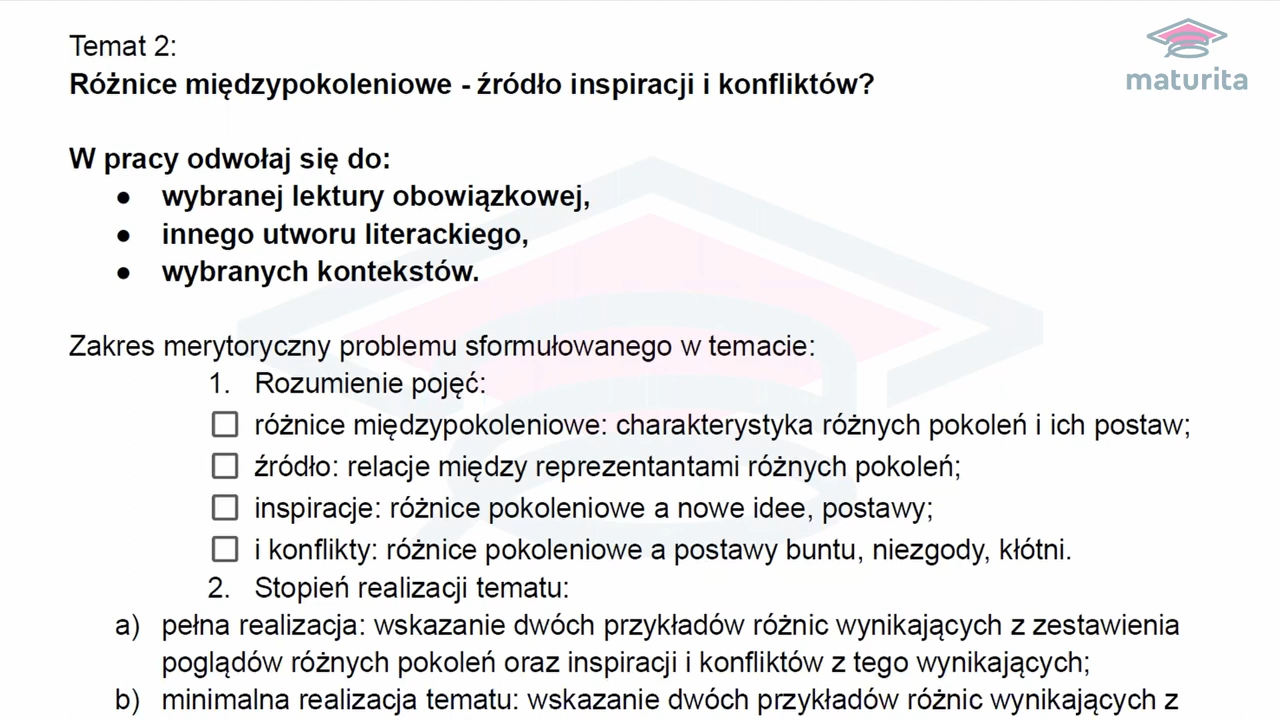 Temat 2:
maturita
Różnice międzypokoleniowe - źródło inspiracji i konfliktów?
W pracy odwołaj się do:
● wybranej lektury obowiązkowej,
● innego utworu literackiego,
● wybranych kontekstów.
Zakres merytoryczny problemu sformułowanego w temacie:
1. Rozumienie pojęć:
☐ różnice międzypokoleniowe: charakterystyka różnych pokoleń i ich postaw;
☐ źródło: relacje między reprezentantami różnych pokoleń;
☐ inspiracje: różnice pokoleniowe a nowe idee, postawy;
☐ i konflikty: różnice pokoleniowe a postawy buntu, niezgody, kłótni.
2. Stopień realizacji tematu:
a) pełna realizacja: wskazanie dwóch przykładów różnic wynikających z zestawienia
poglądów różnych pokoleń oraz inspiracji i konfliktów z tego wynikających;
b) minimalna realizacja tematu: wskazanie dwóch przykładów różnic wynikających z